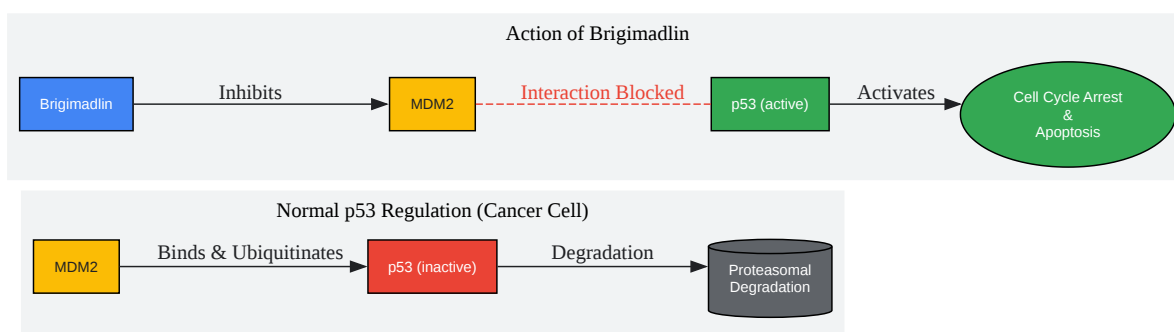 Action of Brigimadlin
Brigimadlin
Inhibits
MDM2
Interaction Blocked
p53 (active)
Activates
Cell Cycle Arrest
&
Apoptosis
Normal p53 Regulation (Cancer Cell)
MDM2
Binds & Ubiquitinates
p53 (inactive)
Degradation
Proteasomal
Degradation